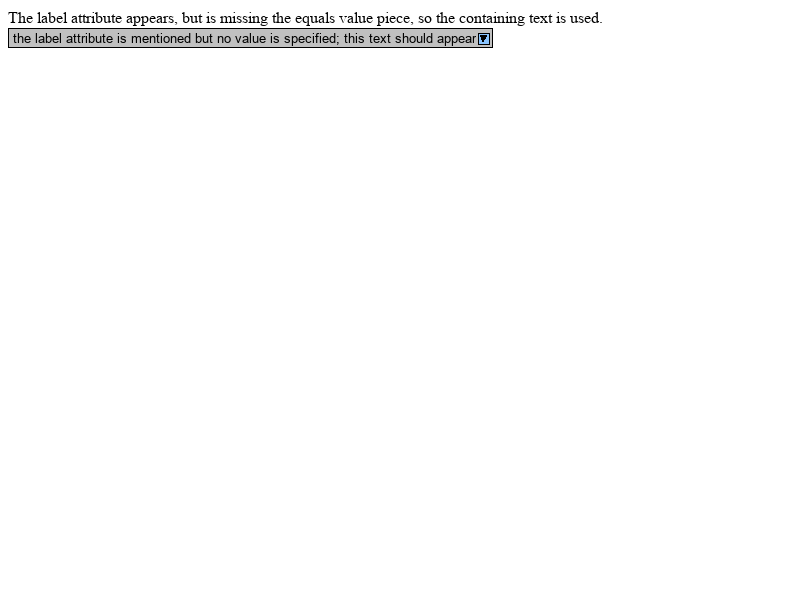 The label attribute appears, but is missing the equals value piece, so the containing text is used.
the label attribute is mentioned but no value is specified; this text should appear